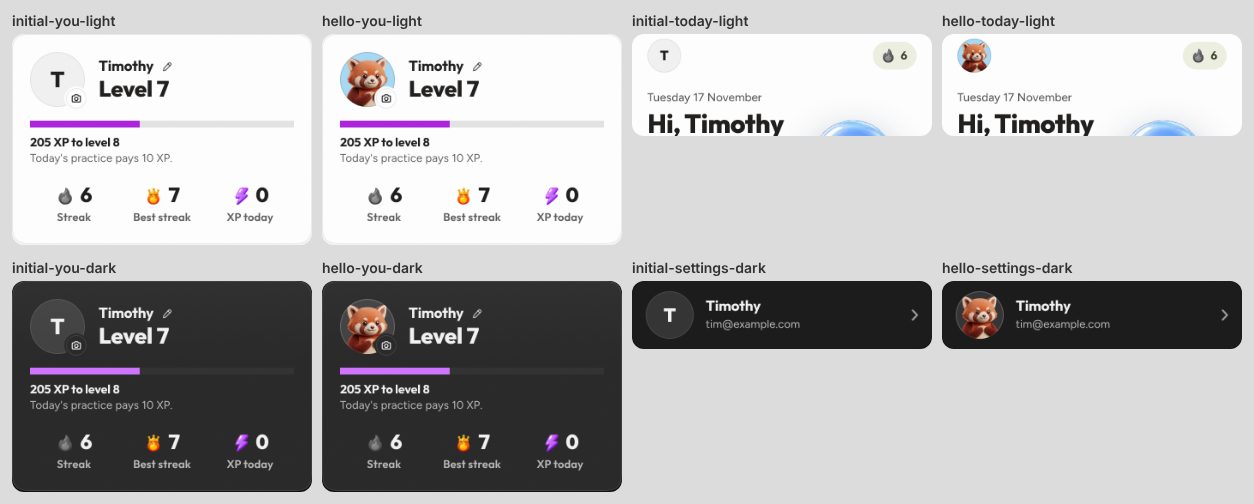 initial-you-light
T
Timothy
Level 7
205 XP to level 8
Today's practice pays 10 XP.
6 7 0
Streak Best streak XP today
hello-you-light
Timothy
Level 7
205 XP to level 8
Today's practice pays 10 XP.
6 7 0
Streak Best streak XP today
initial-today-light
T 6
Tuesday 17 November
Hi, Timothy
hello-today-light
6
Tuesday 17 November
Hi, Timothy
initial-you-dark
T
Timothy
Level 7
205 XP to level 8
Today's practice pays 10 XP.
6 7 0
Streak Best streak XP today
hello-you-dark
Timothy
Level 7
205 XP to level 8
Today's practice pays 10 XP.
6 7 0
Streak Best streak XP today
initial-settings-dark
T
Timothy
tim@example.com
hello-settings-dark
Timothy
tim@example.com